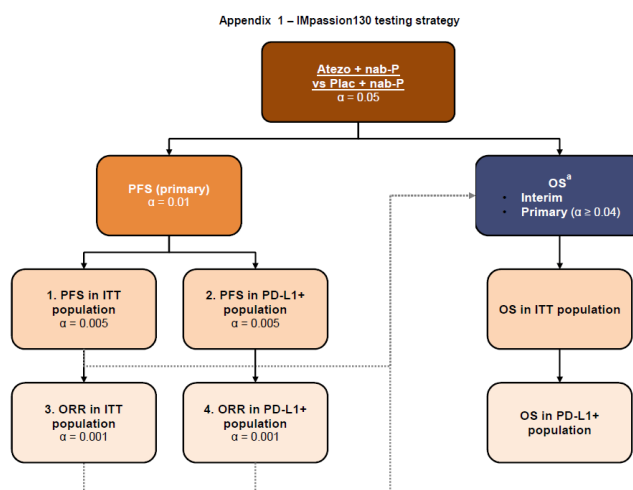 Appendix 1 – IMpassion130 testing strategy
Atezo + nab-P
vs Plac + nab-P
α = 0.05
PFS (primary)
α = 0.01
OSᵃ
• Interim
• Primary (α ≥ 0.04)
1. PFS in ITT
population
α = 0.005
2. PFS in PD-L1+
population
α = 0.005
OS in ITT population
3. ORR in ITT
population
α = 0.001
4. ORR in PD-L1+
population
α = 0.001
OS in PD-L1+
population